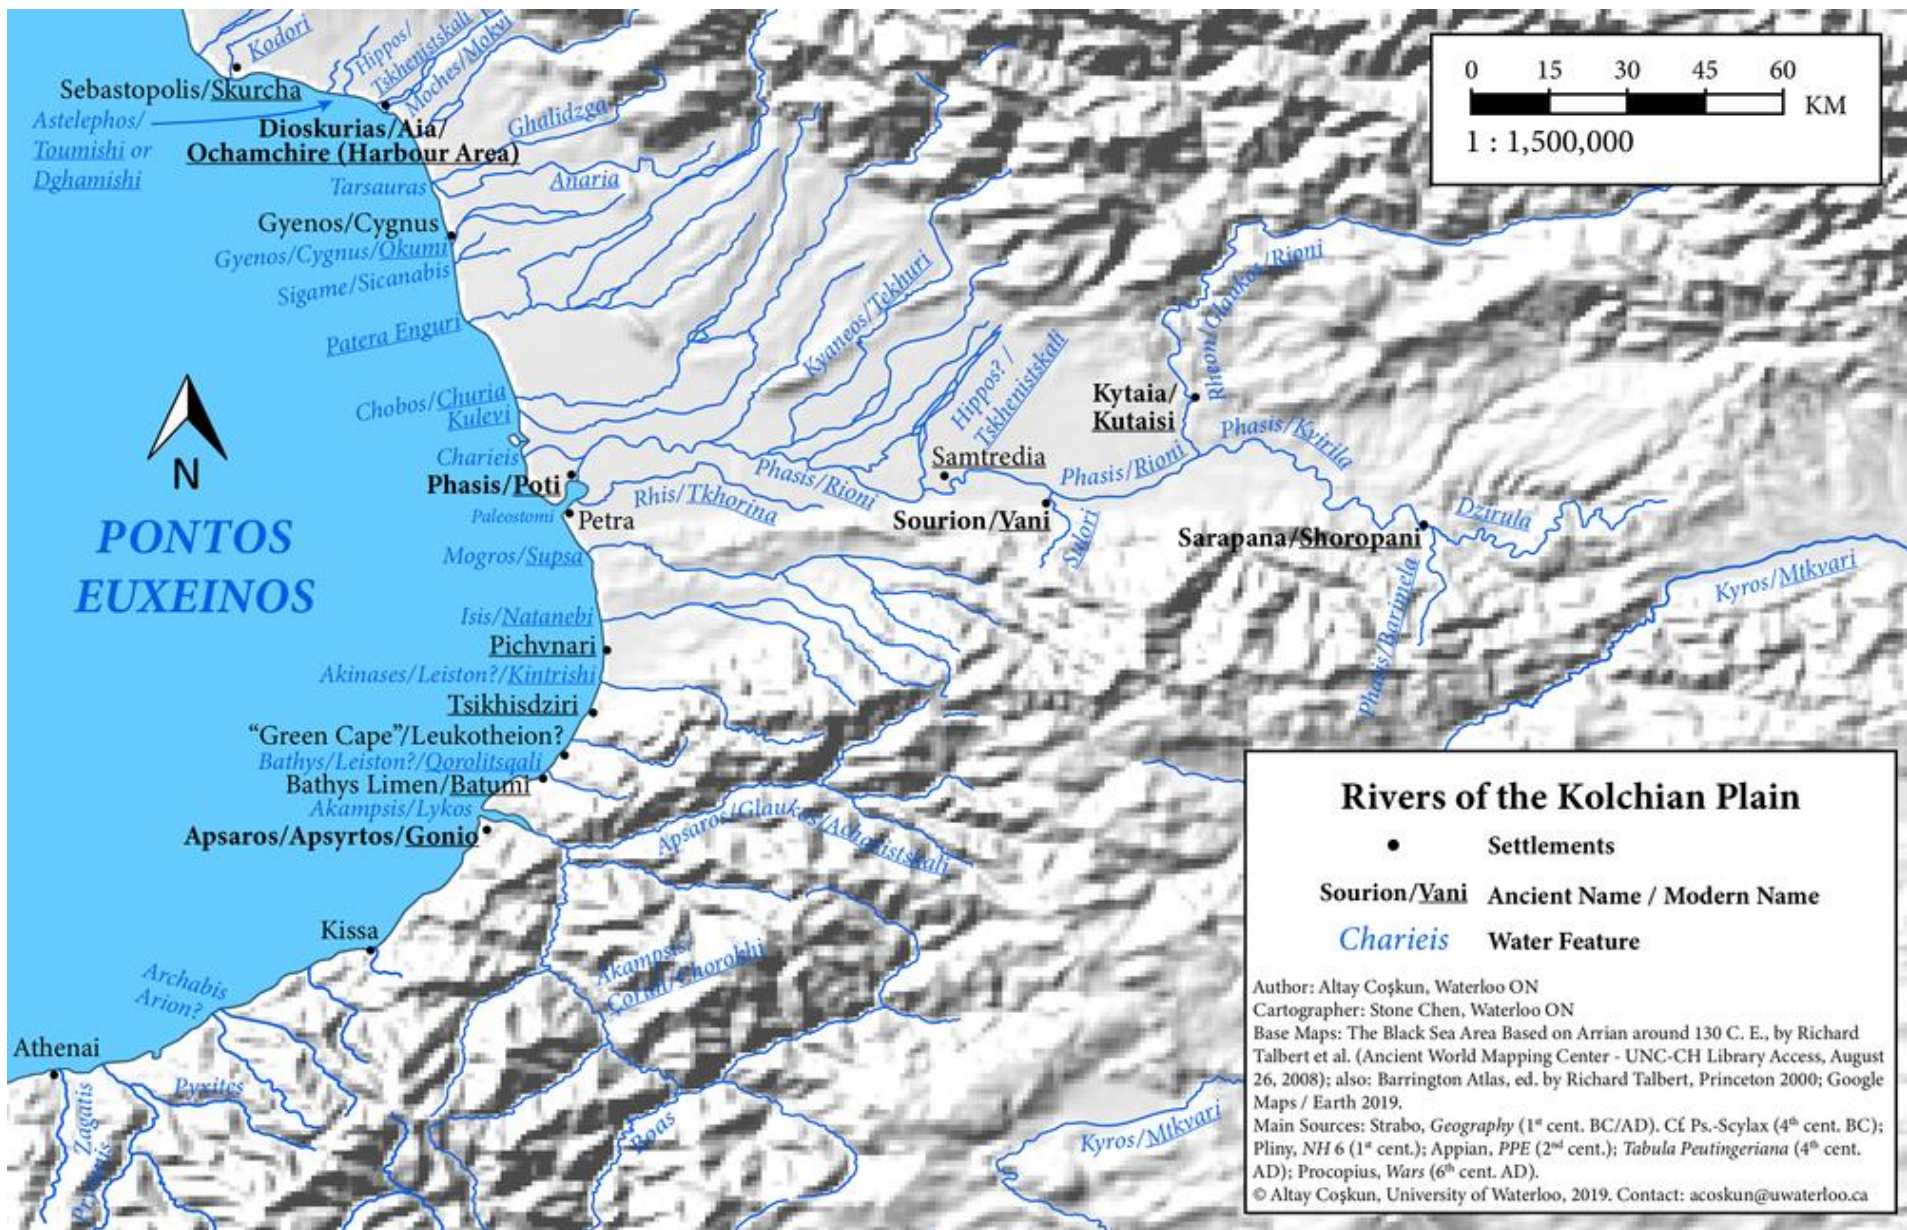 Kodori
Hippos/
Tskhenistskali
Moches/Mokvi
Sebastopolis/Skurcha
Astelephos/
Toumishi or
Dghamishi
Dioskurias/Aia/
Ochamchire (Harbour Area)
Ghalidzga
Tarsauras
Anaria
Gyenos/Cygnus
Gyenos/Cygnus/Okumi
Sigame/Sicanabis
Patera Enguri
Kyaneos/Tekhuri
Chobos/Churia
Kulevi
Charieis
Phasis/Poti
Paleostomi
Petra
Rhis/Tkhorina
Phasis/Rioni
Hippos? /
Tskhenistskali
Samtredia
Sourion/Vani
Sulori
Phasis/Rioni
Kytaia/
Kutaisi
Rheon/Glaukos/Rioni
Phasis/Kvirila
Sarapana/Shoropani
Dzirula
Phasis/Barimela
Kyros/Mtkvari
N
PONTOS
EUXEINOS
Mogros/Supsa
Isis/Natanebi
Pichvnari
Akinases/Leiston?/Kintrishi
Tsikhisdziri
“Green Cape”/Leukotheion?
Bathys/Leiston?/Qorolitsqali
Bathys Limen/Batumi
Akampsis/Lykos
Apsaros/Apsyrtos/Gonio
Apsaros/Glaukos/Acharistskali
Kissa
Akampsis/
Coruh/Chorokhi
Archabis
Arion?
Athenai
Zagatis
Prytanis
Pyxites
Boas
Kyros/Mtkvari
0 15 30 45 60
KM
1 : 1,500,000
Rivers of the Kolchian Plain
Settlements
Sourion/Vani Ancient Name / Modern Name
Charieis Water Feature
Author: Altay Coşkun, Waterloo ON
Cartographer: Stone Chen, Waterloo ON
Base Maps: The Black Sea Area Based on Arrian around 130 C. E., by Richard
Talbert et al. (Ancient World Mapping Center - UNC-CH Library Access, August
26, 2008); also: Barrington Atlas, ed. by Richard Talbert, Princeton 2000; Google
Maps / Earth 2019.
Main Sources: Strabo, Geography (1st cent. BC/AD). Cf. Ps.-Scylax (4th cent. BC);
Pliny, NH 6 (1st cent.); Appian, PPE (2nd cent.); Tabula Peutingeriana (4th cent.
AD); Procopius, Wars (6th cent. AD).
© Altay Coşkun, University of Waterloo, 2019. Contact: acoskun@uwaterloo.ca